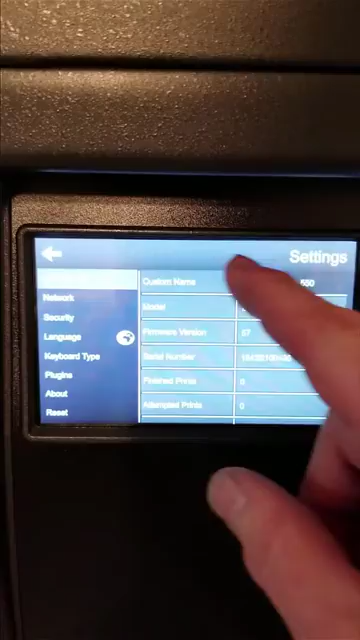 Settings
Custom Name
Network
Model
Security
Firmware Version
Language
Serial Number
Keyboard Type
Finished Prints 0
Plugins
Attempted Prints 0
About
Reset